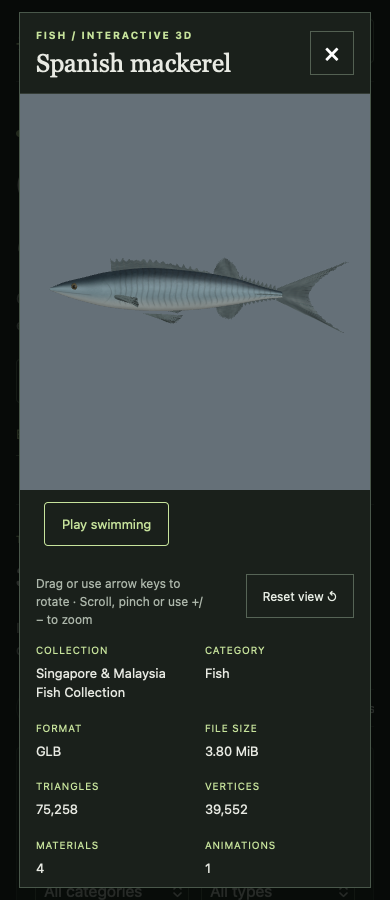 FISH / INTERACTIVE 3D
Spanish mackerel
×
Play swimming
Drag or use arrow keys to
rotate · Scroll, pinch or use +/
− to zoom
Reset view ↺
COLLECTION
Singapore & Malaysia
Fish Collection
CATEGORY
Fish
FORMAT
GLB
FILE SIZE
3.80 MiB
TRIANGLES
75,258
VERTICES
39,552
MATERIALS
4
ANIMATIONS
1
All categories
All types